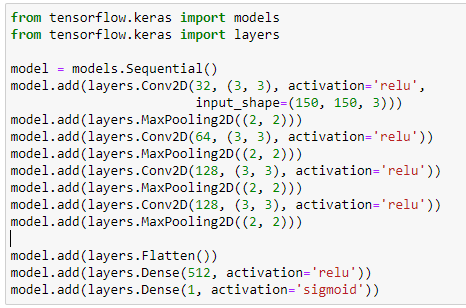 from tensorflow.keras import models
from tensorflow.keras import layers

model = models.Sequential()
model.add(layers.Conv2D(32, (3, 3), activation='relu',
                        input_shape=(150, 150, 3)))
model.add(layers.MaxPooling2D((2, 2)))
model.add(layers.Conv2D(64, (3, 3), activation='relu'))
model.add(layers.MaxPooling2D((2, 2)))
model.add(layers.Conv2D(128, (3, 3), activation='relu'))
model.add(layers.MaxPooling2D((2, 2)))
model.add(layers.Conv2D(128, (3, 3), activation='relu'))
model.add(layers.MaxPooling2D((2, 2)))

model.add(layers.Flatten())
model.add(layers.Dense(512, activation='relu'))
model.add(layers.Dense(1, activation='sigmoid'))